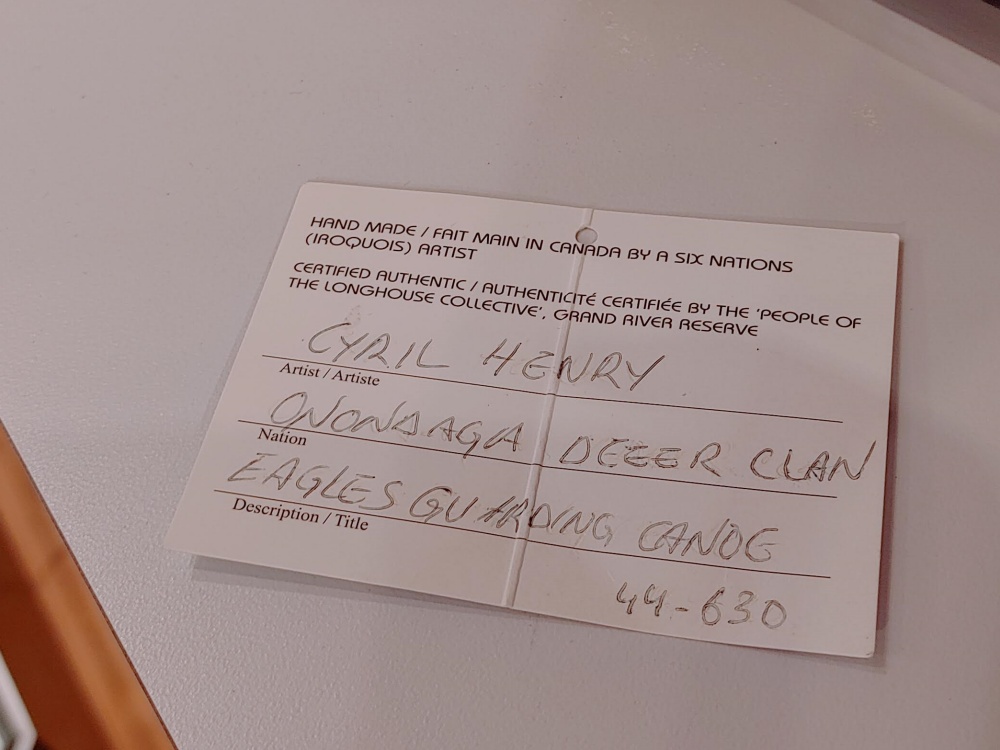 HAND MADE / FAIT MAIN IN CANADA BY A SIX NATIONS
(IROQUOIS) ARTIST
CERTIFIED AUTHENTIC / AUTHENTICITÉ CERTIFIÉE BY THE 'PEOPLE OF
THE LONGHOUSE COLLECTIVE', GRAND RIVER RESERVE
CYRIL HENRY
Artist / Artiste
ONONDAGA DEEER CLAN
Nation
EAGLES GUARDING CANOE
Description / Title
44-630